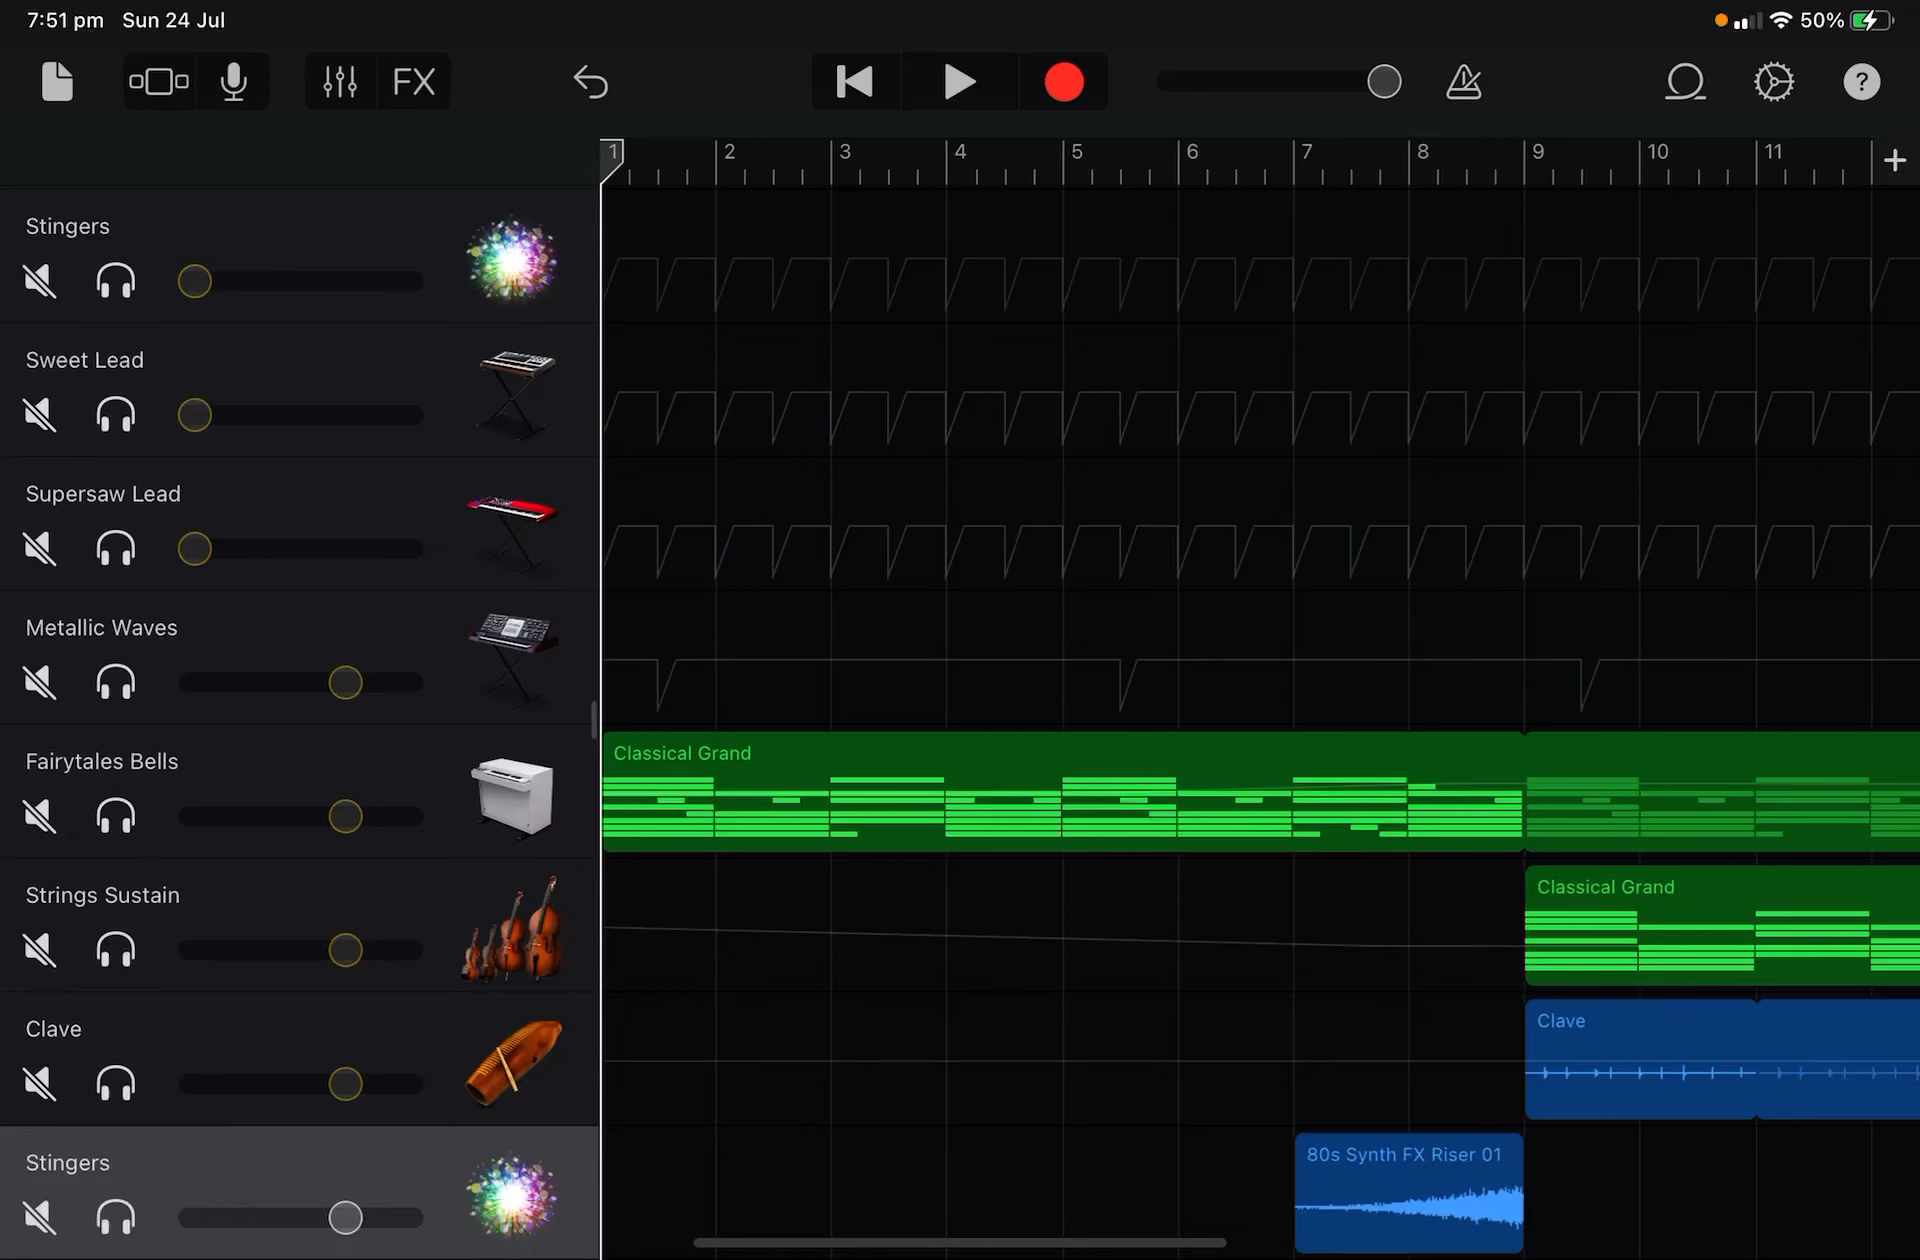 7:51 pm Sun 24 Jul
50%
FX
?
1 2 3 4 5 6 7 8 9 10 11
Stingers
Sweet Lead
Supersaw Lead
Metallic Waves
Fairytales Bells
Classical Grand
Strings Sustain
Classical Grand
Clave
Clave
Stingers
80s Synth FX Riser 01